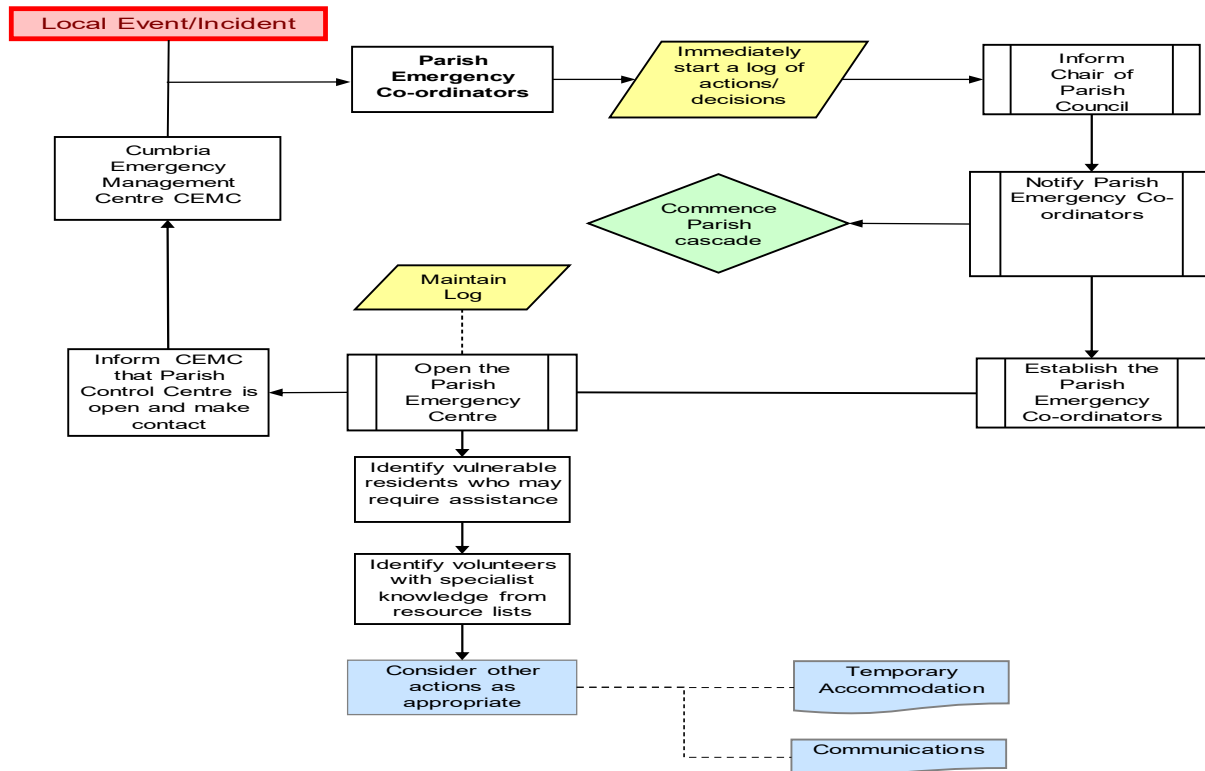 Local Event/Incident
Parish
Emergency
Co-ordinators
Immediately
start a log of
actions/
decisions
Inform
Chair of
Parish
Council
Cumbria
Emergency
Management
Centre CEMC
Notify Parish
Emergency Co-
ordinators
Commence
Parish
cascade
Maintain
Log
Inform CEMC
that Parish
Control Centre is
open and make
contact
Open the
Parish
Emergency
Centre
Establish the
Parish
Emergency
Co-ordinators
Identify vulnerable
residents who may
require assistance
Identify volunteers
with specialist
knowledge from
resource lists
Consider other
actions as
appropriate
Temporary
Accommodation
Communications